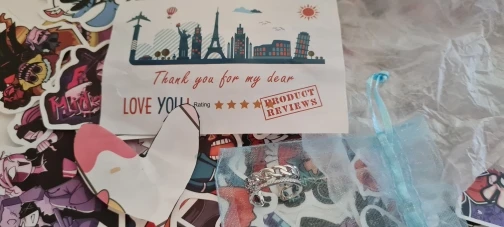 Thank you for my dear
LOVE YOU! Rating
PRODUCT
REVIEWS